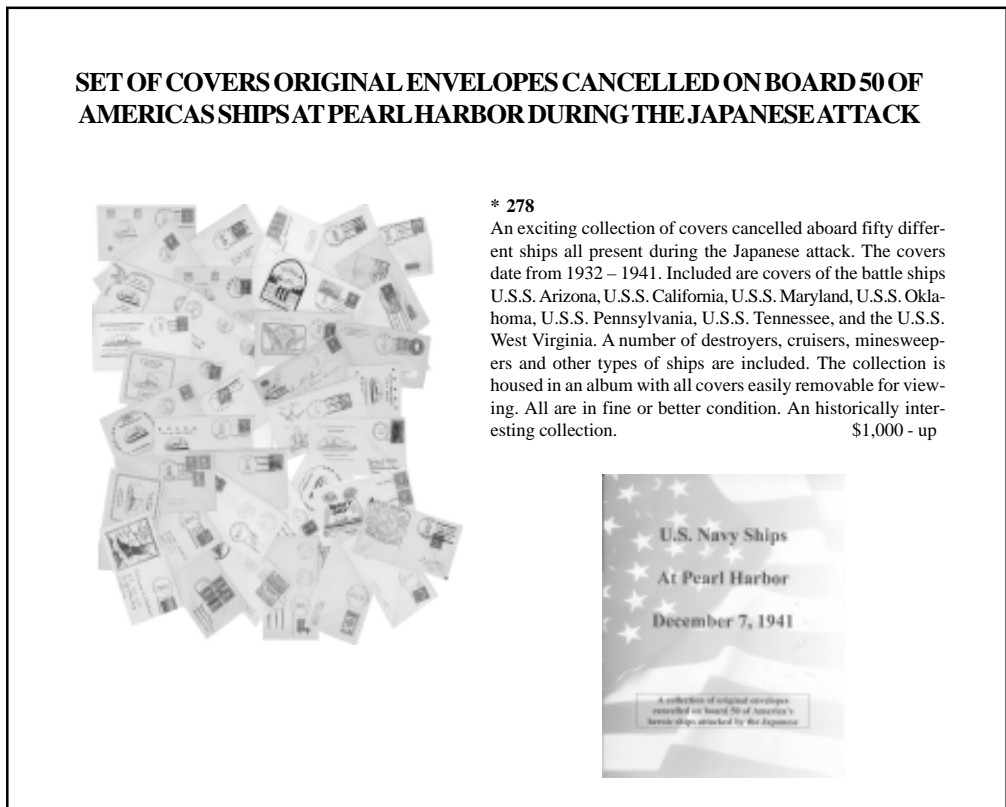 SET OF COVERS ORIGINAL ENVELOPES CANCELLED ON BOARD 50 OF
AMERICAS SHIPS AT PEARL HARBOR DURING THE JAPANESE ATTACK
* 278
An exciting collection of covers cancelled aboard fifty differ-
ent ships all present during the Japanese attack. The covers
date from 1932 – 1941. Included are covers of the battle ships
U.S.S. Arizona, U.S.S. California, U.S.S. Maryland, U.S.S. Okla-
homa, U.S.S. Pennsylvania, U.S.S. Tennessee, and the U.S.S.
West Virginia. A number of destroyers, cruisers, minesweep-
ers and other types of ships are included. The collection is
housed in an album with all covers easily removable for view-
ing. All are in fine or better condition. An historically inter-
esting collection. $1,000 - up
U.S. Navy Ships
At Pearl Harbor
December 7, 1941
A collection of original envelopes
cancelled on board 50 of America's
heroic ships attacked by the Japanese